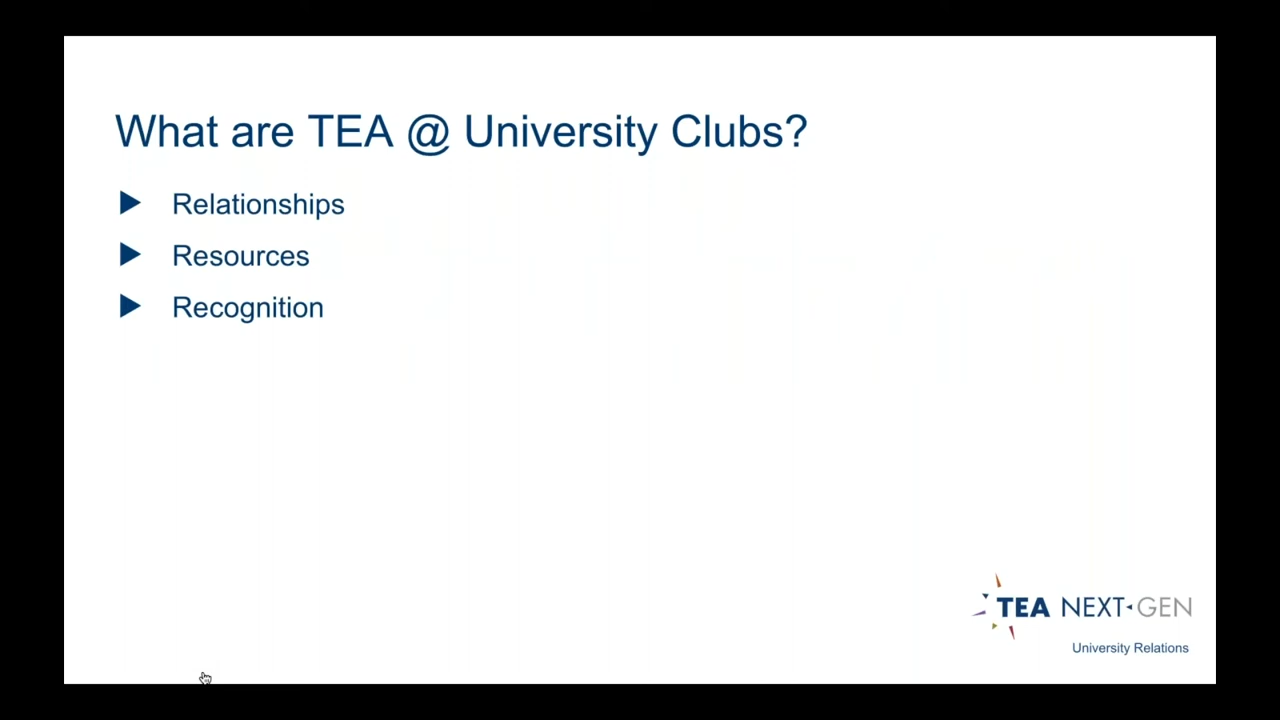 What are TEA @ University Clubs?
Relationships
Resources
Recognition
TEA NEXT GEN
University Relations